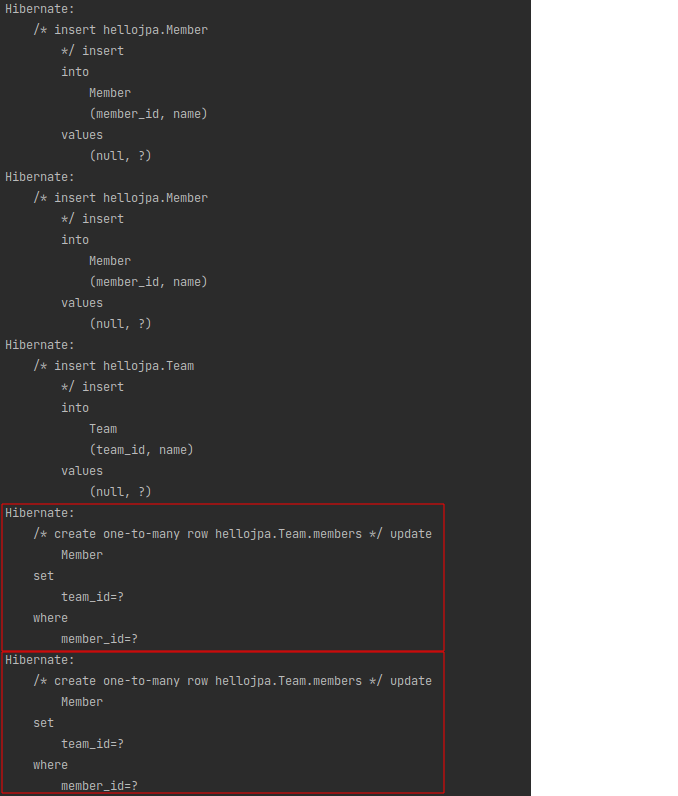 Hibernate:
    /* insert hellojpa.Member
        */ insert
        into
            Member
            (member_id, name)
        values
            (null, ?)
Hibernate:
    /* insert hellojpa.Member
        */ insert
        into
            Member
            (member_id, name)
        values
            (null, ?)
Hibernate:
    /* insert hellojpa.Team
        */ insert
        into
            Team
            (team_id, name)
        values
            (null, ?)
Hibernate:
    /* create one-to-many row hellojpa.Team.members */ update
        Member
    set
        team_id=?
    where
        member_id=?
Hibernate:
    /* create one-to-many row hellojpa.Team.members */ update
        Member
    set
        team_id=?
    where
        member_id=?